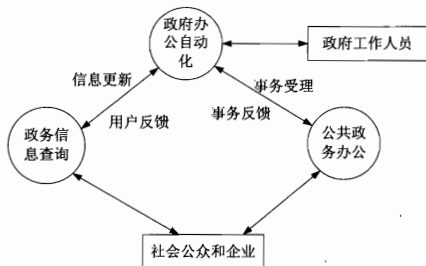 政府办
公自动
化
政府工作人员
信息更新
事务受理
用户反馈
事务反馈
政务信
息查询
公共政
务办公
社会公众和企业